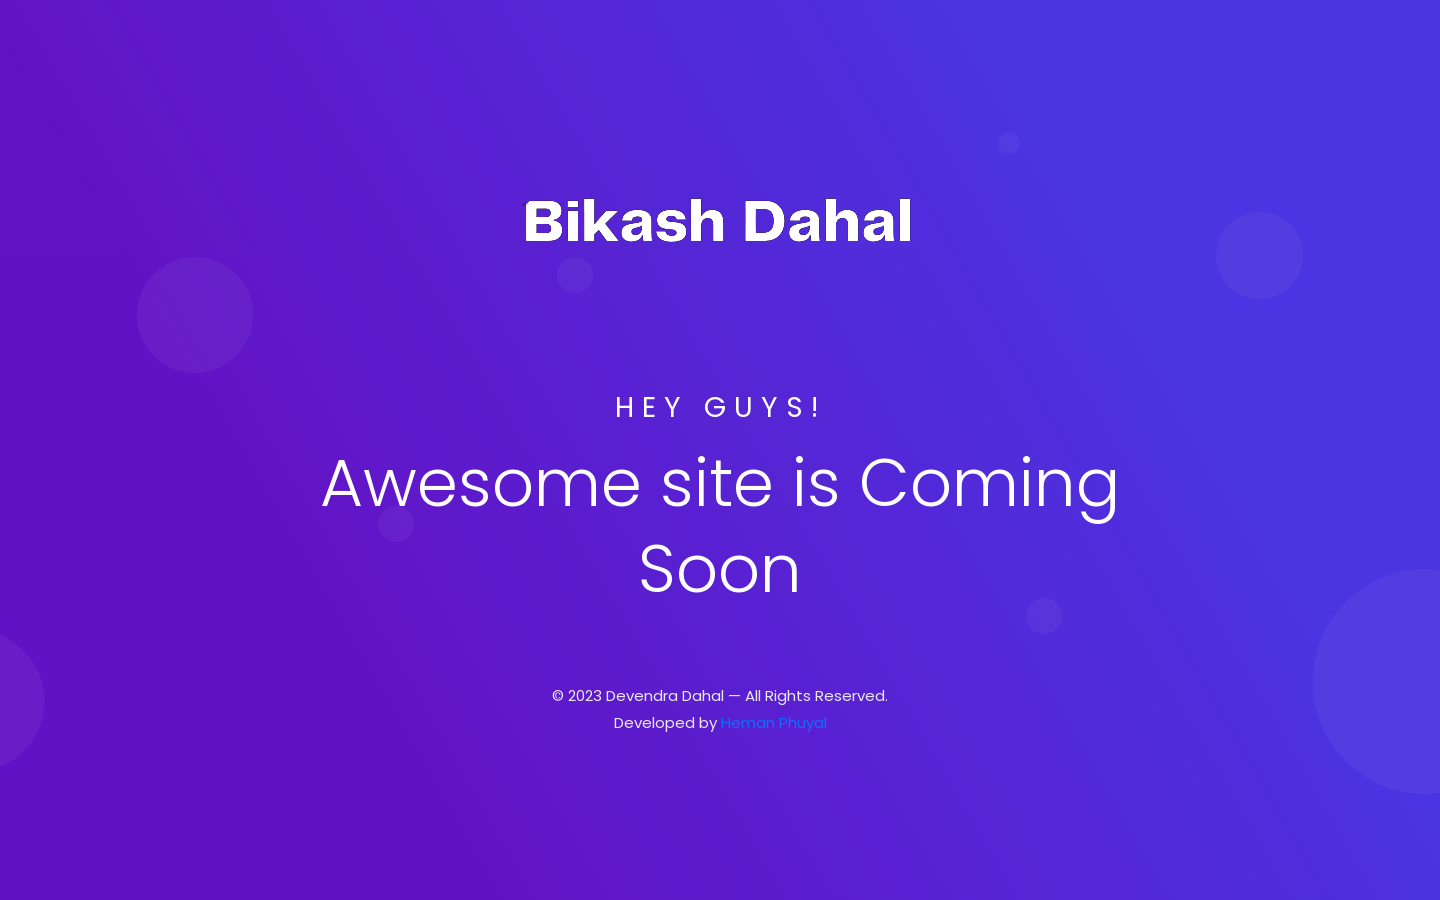 Bikash Dahal
HEY GUYS!
Awesome site is Coming
Soon
© 2023 Devendra Dahal — All Rights Reserved.
Developed by Heman Phuyal